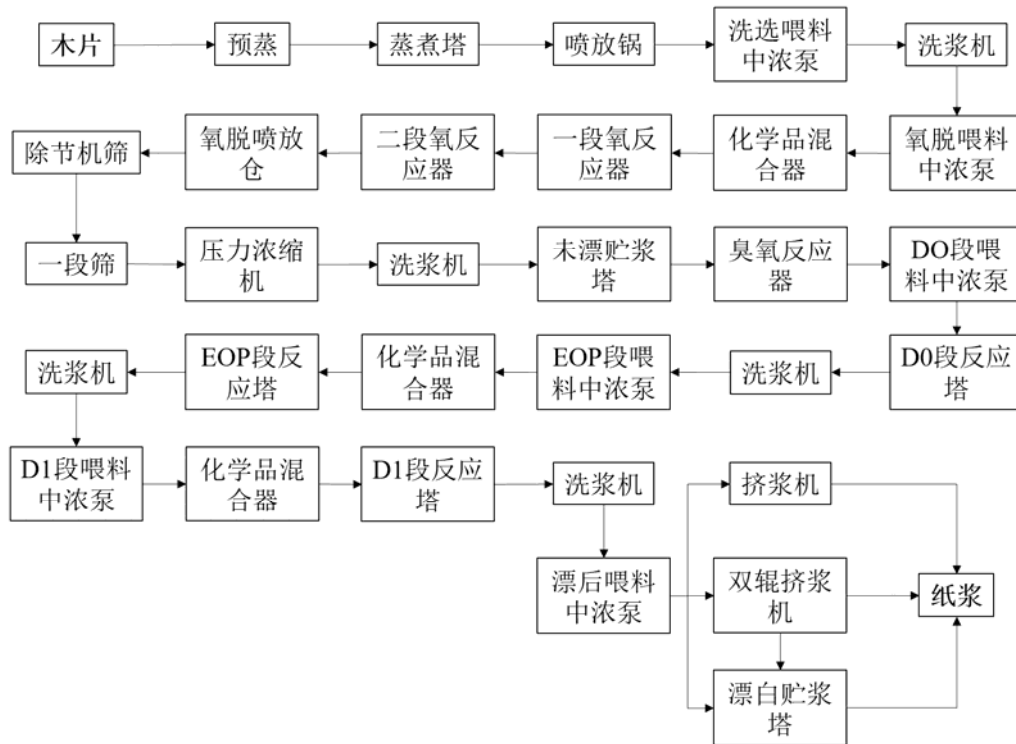 木片
预蒸
蒸煮塔
喷放锅
洗选喂料
中浓泵
洗浆机
氧脱喂料
中浓泵
化学品混
合器
一段氧反
应器
二段氧反
应器
氧脱喷放
仓
除节机筛
一段筛
压力浓缩
机
洗浆机
未漂贮浆
塔
臭氧反应
器
DO段喂
料中浓泵
D0段反应
塔
洗浆机
EOP段喂
料中浓泵
化学品混
合器
EOP段反
应塔
洗浆机
D1段喂料
中浓泵
化学品混
合器
D1段反应
塔
洗浆机
漂后喂料
中浓泵
挤浆机
双辊挤浆
机
漂白贮浆
塔
纸浆